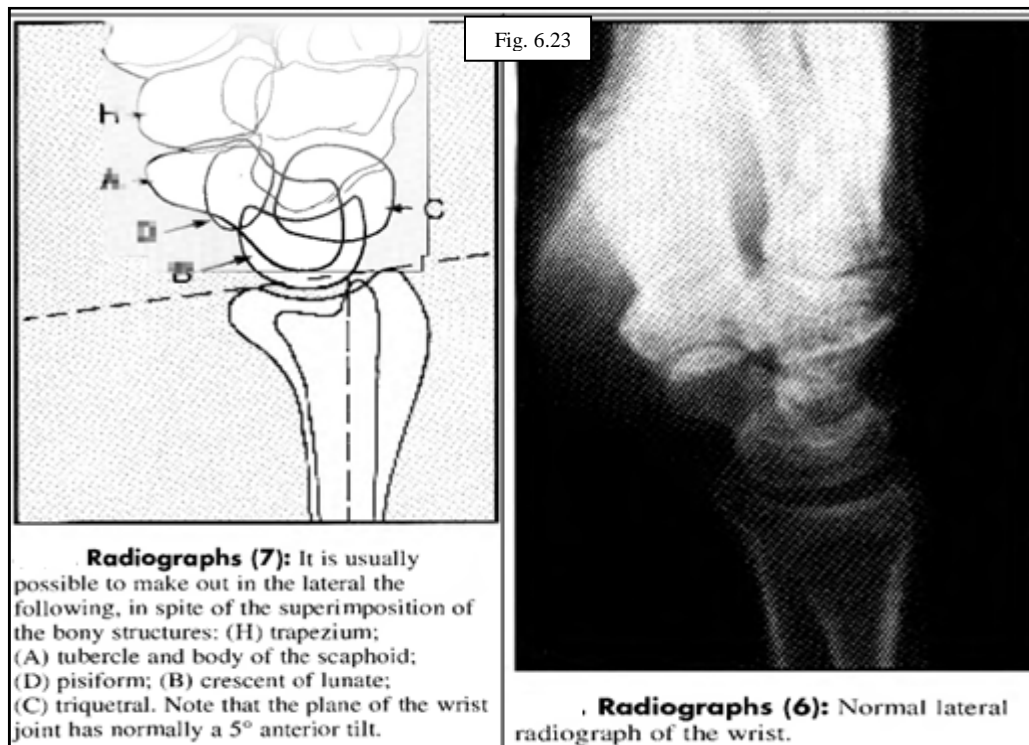 Fig. 6.23
H
A
C
D
B
Radiographs (7): It is usually
possible to make out in the lateral the
following, in spite of the superimposition of
the bony structures: (H) trapezium;
(A) tubercle and body of the scaphoid;
(D) pisiform; (B) crescent of lunate;
(C) triquetral. Note that the plane of the wrist
joint has normally a 5° anterior tilt.
. Radiographs (6): Normal lateral
radiograph of the wrist.